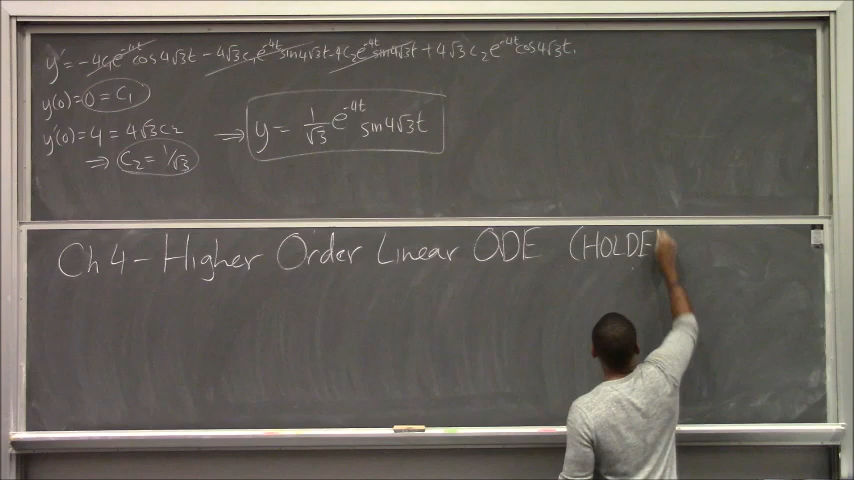 y' = -4c₁e^-4t cos4√3t - 4√3c₁e^-4t sin4√3t - 4c₂e^-4t sin4√3t + 4√3c₂e^-4t cos4√3t.
y(0)=0=c₁
y'(0)=4=4√3c₂ ⇒ y = 1/√3 e^-4t sin4√3t
⇒ c₂=1/√3
Ch 4 - Higher Order Linear ODE (HOLDE